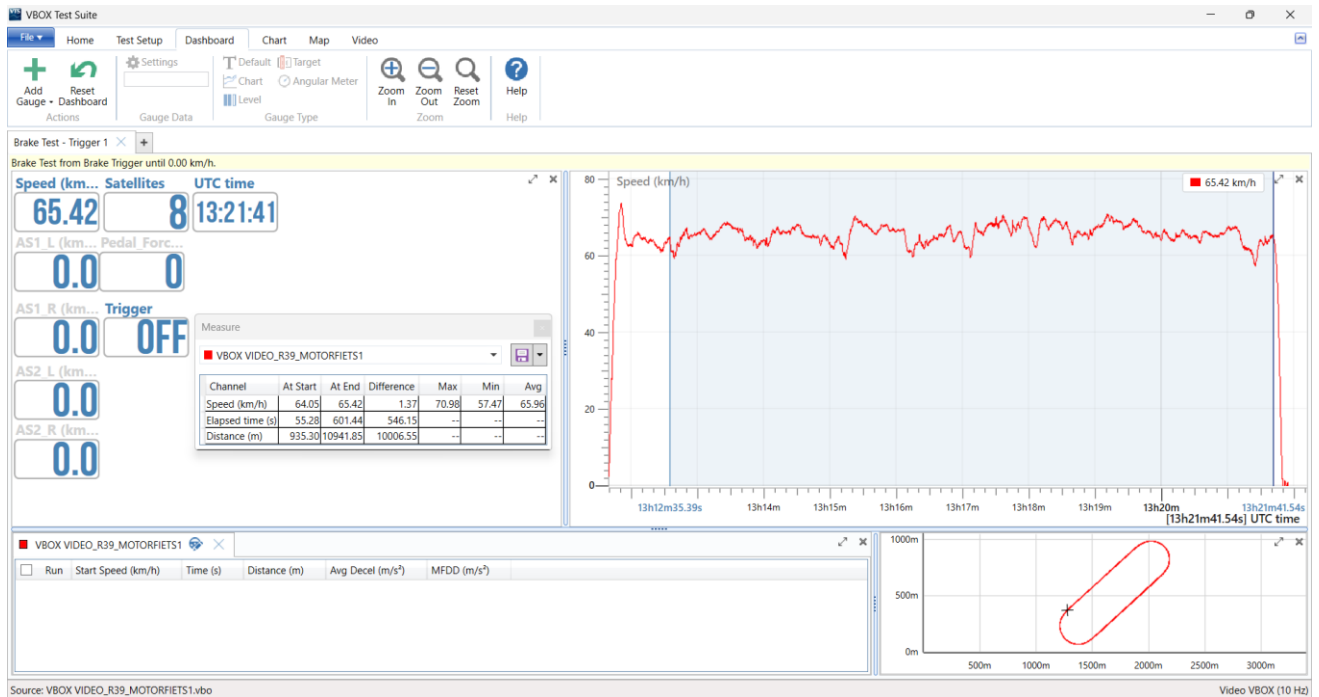 VBOX Test Suite
File Home Test Setup Dashboard Chart Map Video
Add Gauge Reset Dashboard Settings Default Target Chart Angular Meter Level Zoom In Zoom Out Reset Zoom Help
Actions Gauge Data Gauge Type Zoom Help
Brake Test - Trigger 1
Brake Test from Brake Trigger until 0.00 km/h.
Speed (km... Satellites UTC time
65.42 8 13:21:41
AS1_L (km... Pedal_Forc...
0.0 0
AS1_R (km... Trigger
0.0 OFF
AS2_L (km...
0.0
AS2_R (km...
0.0
Measure
VBOX VIDEO_R39_MOTORFIETS1
Channel At Start At End Difference Max Min Avg
Speed (km/h) 64.05 65.42 1.37 70.98 57.47 65.96
Elapsed time (s) 55.28 601.44 546.15 -- -- --
Distance (m) 935.30 10941.85 10006.55 -- -- --
Speed (km/h)
65.42 km/h
80
60
40
20
0
13h12m35.39s 13h14m 13h15m 13h16m 13h17m 13h18m 13h19m 13h20m 13h21m41.54s
[13h21m41.54s] UTC time
VBOX VIDEO_R39_MOTORFIETS1
Run Start Speed (km/h) Time (s) Distance (m) Avg Decel (m/s²) MFDD (m/s²)
1000m
500m
0m
500m 1000m 1500m 2000m 2500m 3000m
Source: VBOX VIDEO_R39_MOTORFIETS1.vbo Video VBOX (10 Hz)